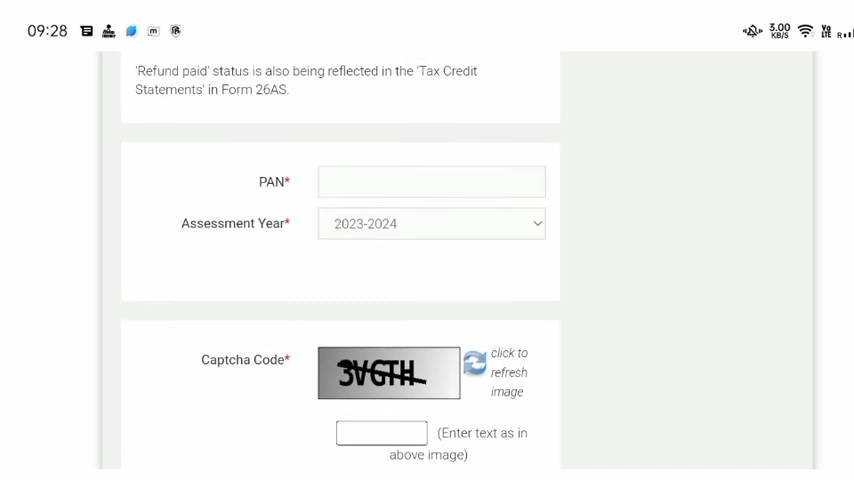 09:28 m 3.00 KB/S Vo LTE R
'Refund paid' status is also being reflected in the 'Tax Credit
Statements' in Form 26AS.
PAN*
Assessment Year* 2023-2024
Captcha Code* 3VGTH click to
refresh
image
(Enter text as in
above image)